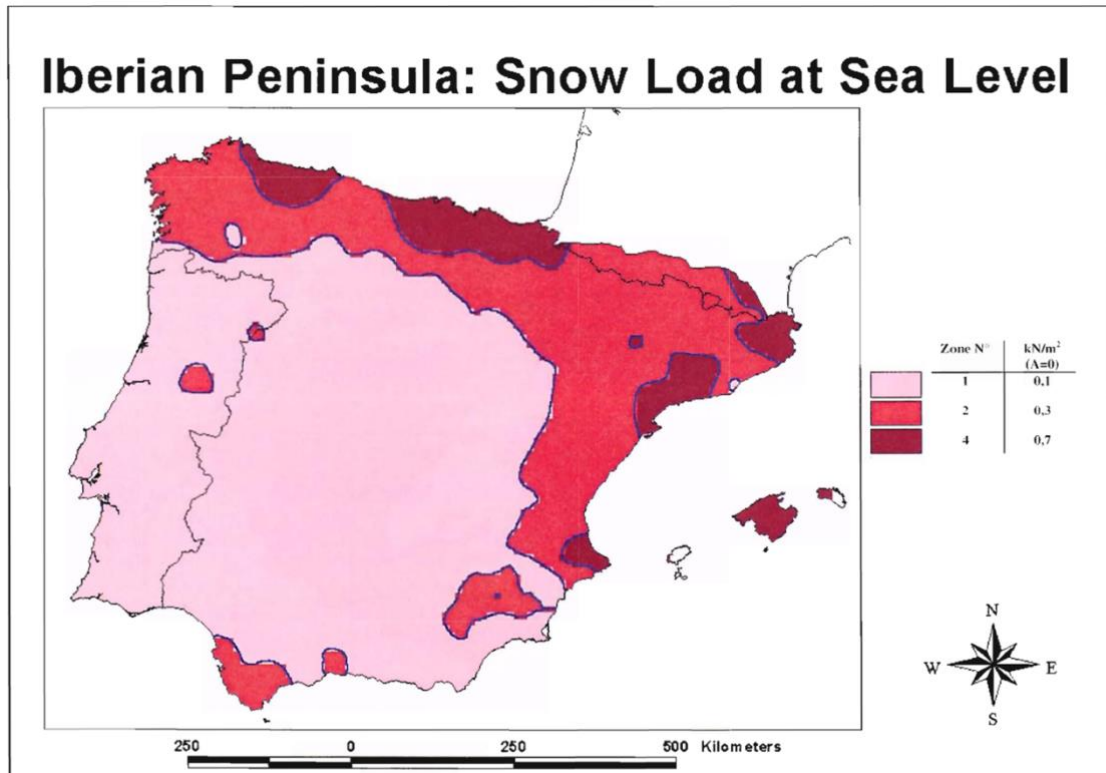 Iberian Peninsula: Snow Load at Sea Level
Zone N° kN/m²
(A=0)
1 0.1
2 0.3
4 0.7
N
W E
S
250 0 250 500 Kilometers